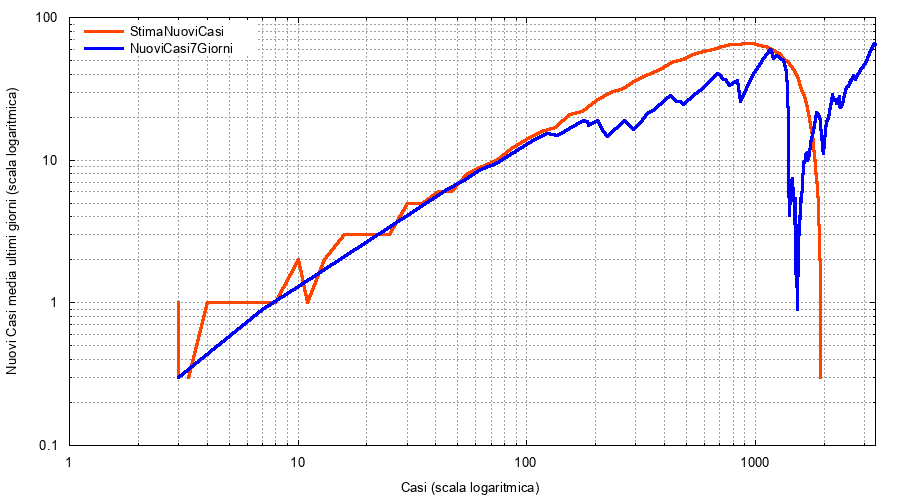 StimaNuoviCasi
NuoviCasi7Giorni
100
10
1
0.1
Nuovi Casi media ultimi giorni (scala logaritmica)
1
10
100
1000
Casi (scala logaritmica)